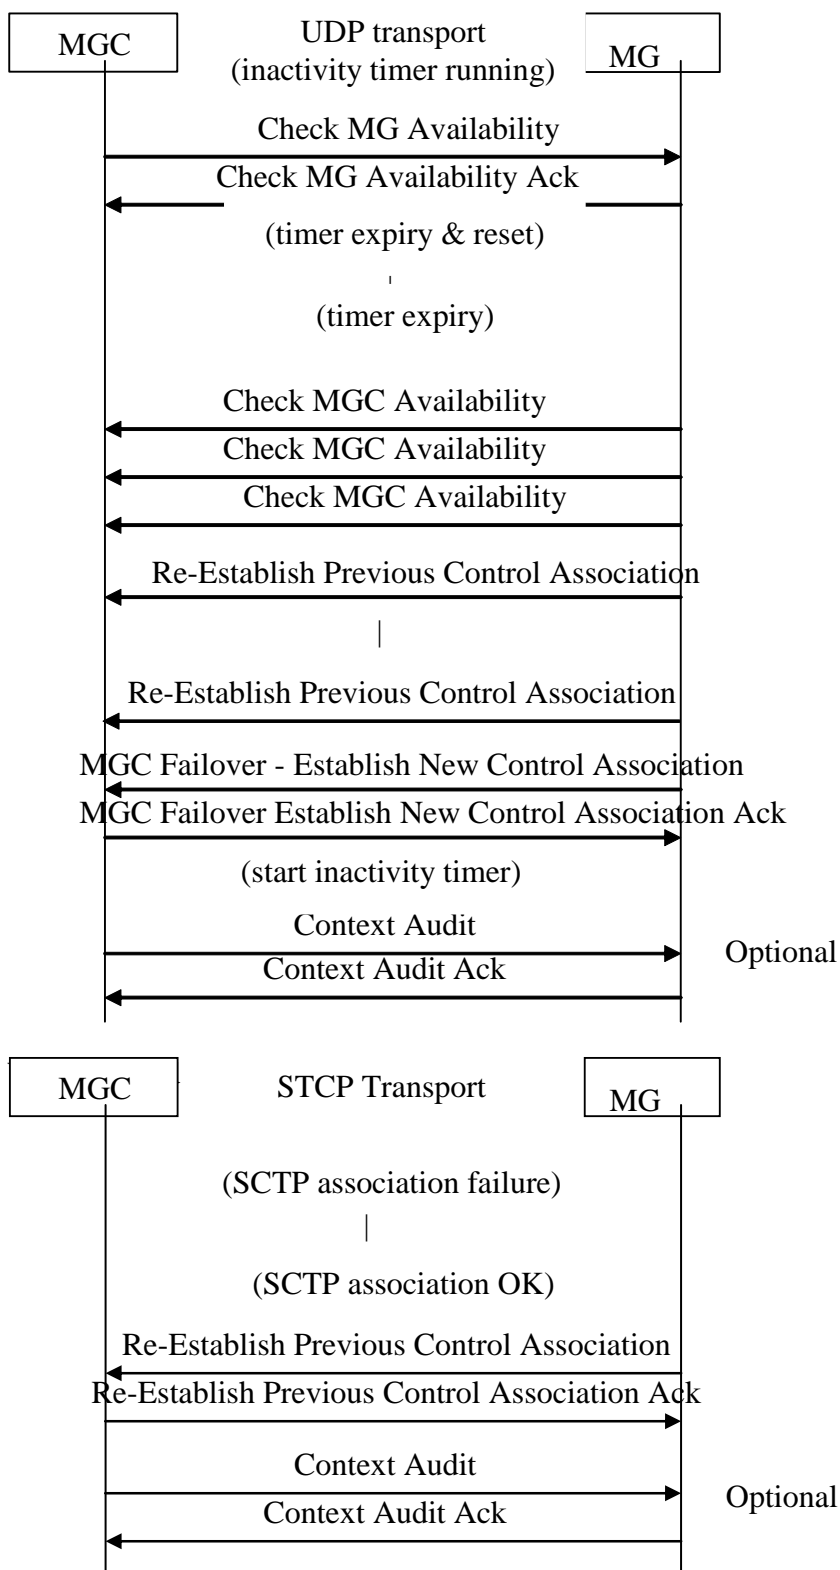 MGC
UDP transport
MG
(inactivity timer running)
Check MG Availability
Check MG Availability Ack
(timer expiry & reset)
(timer expiry)
Check MGC Availability
Check MGC Availability
Check MGC Availability
Re-Establish Previous Control Association
|
Re-Establish Previous Control Association
MGC Failover - Establish New Control Association
MGC Failover Establish New Control Association Ack
(start inactivity timer)
Context Audit
Optional
Context Audit Ack
MGC
STCP Transport
MG
(SCTP association failure)
|
(SCTP association OK)
Re-Establish Previous Control Association
Re-Establish Previous Control Association Ack
Context Audit
Optional
Context Audit Ack